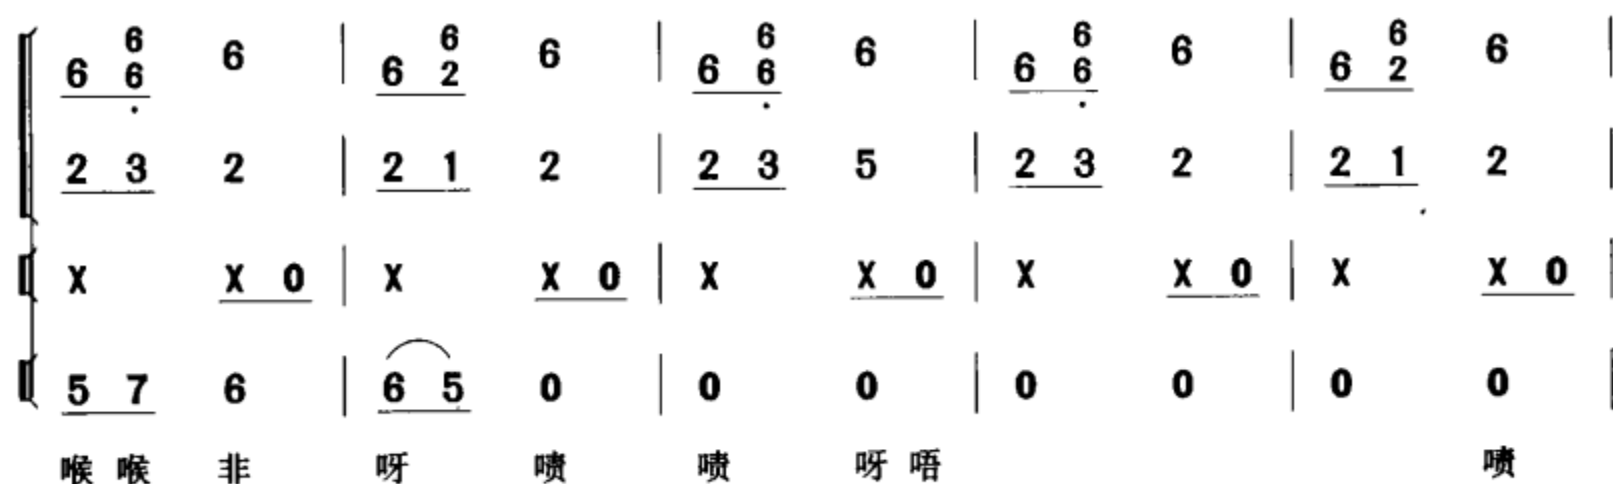 6 6 6 | 6 6 6 | 6 6 6 | 6 6 6 | 6 6 6 |
6 2 6 6 2
2 3 2 | 2 1 2 | 2 3 5 | 2 3 2 | 2 1 2 |
X X 0 | X X 0 | X X 0 | X X 0 | X X 0 |
5 7 6 | 6 5 0 | 0 0 | 0 0 | 0 0 |
喉 喉 非 呀 啧 啧 呀 唔 啧